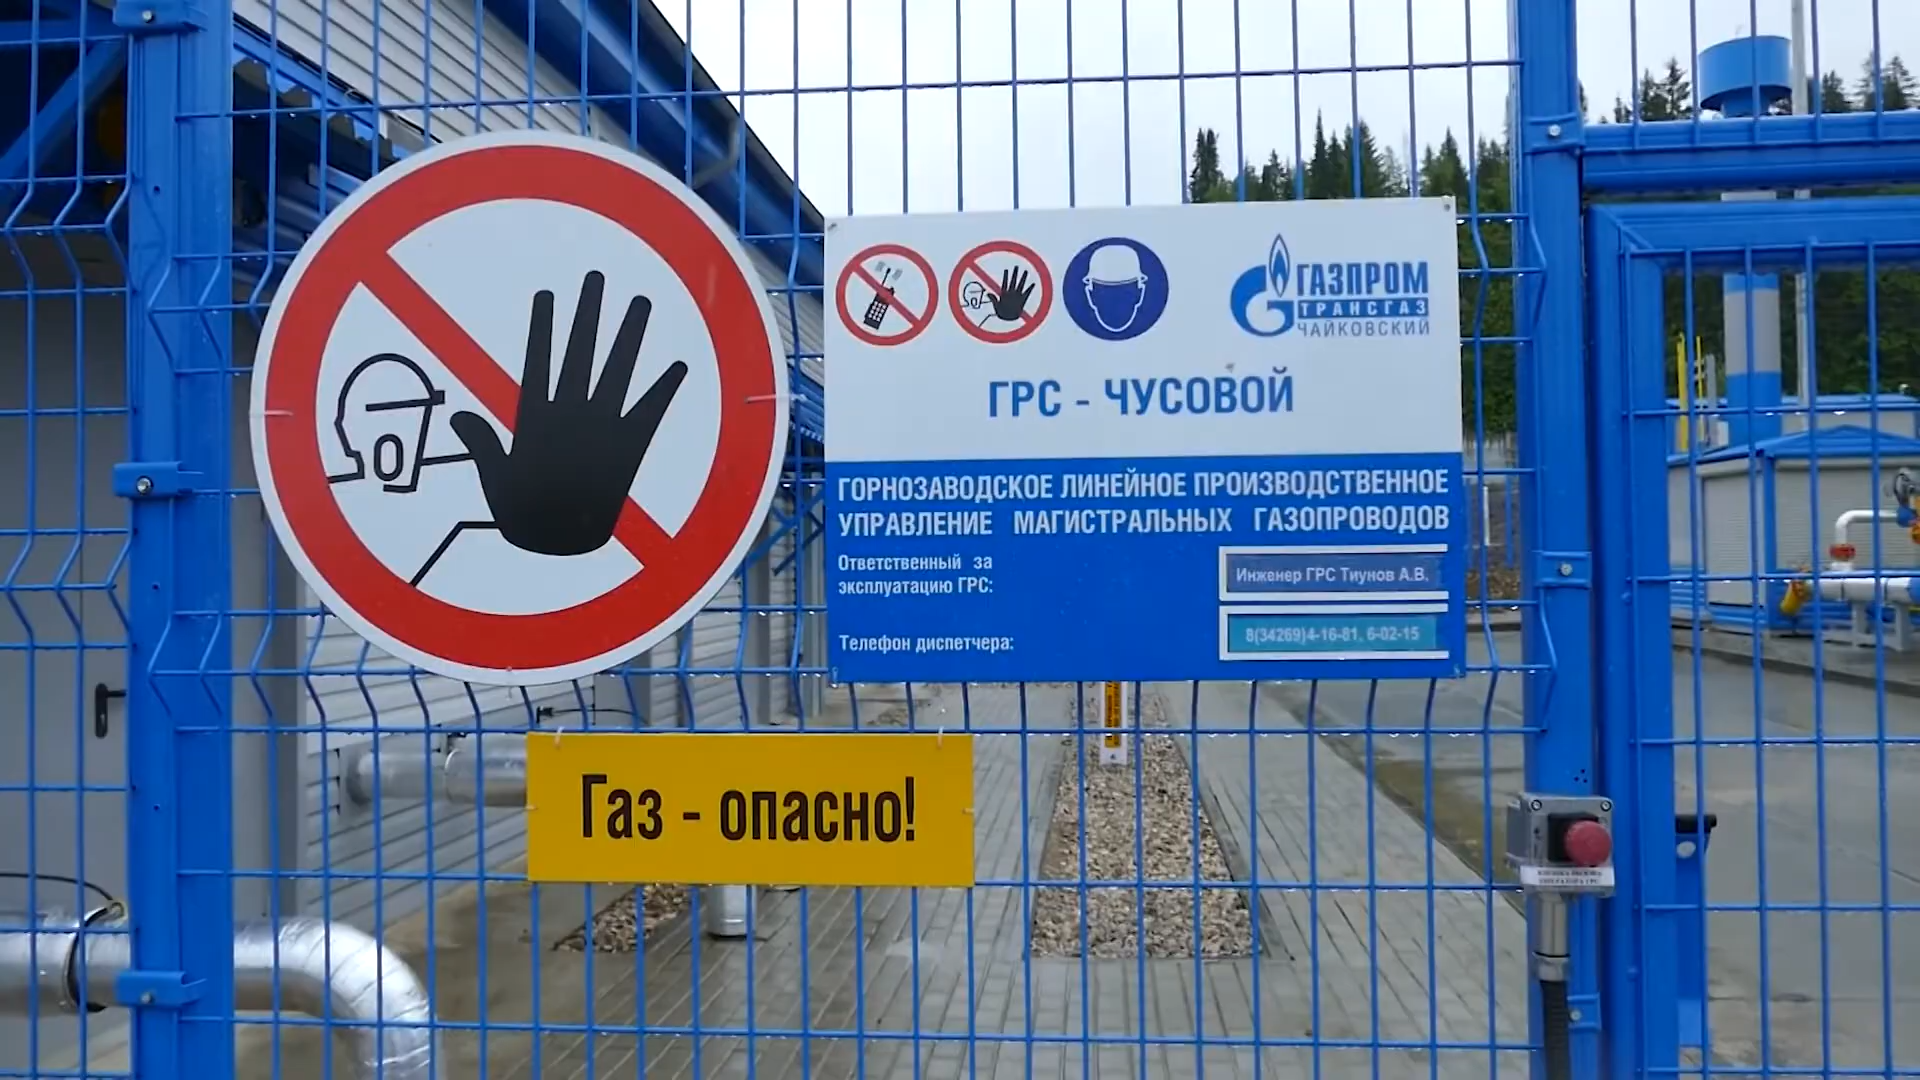 ГАЗПРОМ
ТРАНСГАЗ
ЧАЙКОВСКИЙ
ГРС - ЧУСОВОЙ
ГОРНОЗАВОДСКОЕ ЛИНЕЙНОЕ ПРОИЗВОДСТВЕННОЕ
УПРАВЛЕНИЕ МАГИСТРАЛЬНЫХ ГАЗОПРОВОДОВ
Ответственный за
эксплуатацию ГРС:
Инженер ГРС Тиунов А.В.
Телефон диспетчера:
8(34269)4-16-81, 6-02-15
Газ - опасно!